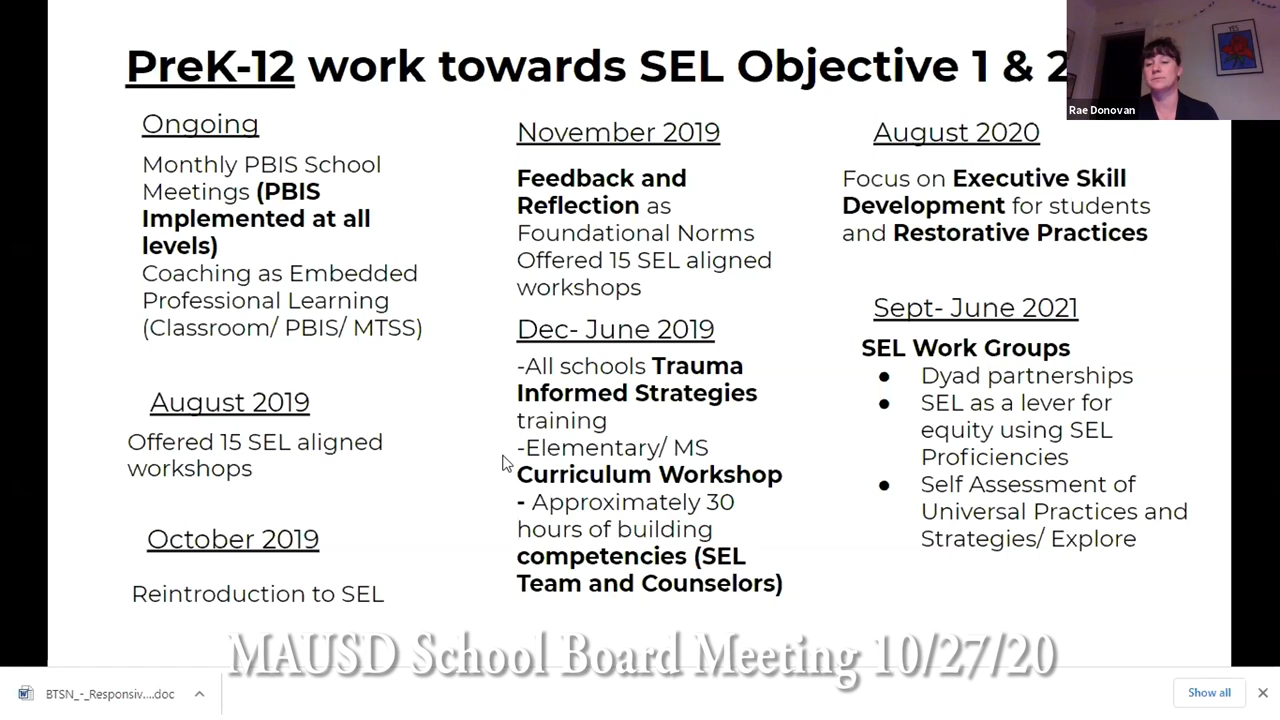 PreK-12 work towards SEL Objective 1 & 2
Rae Donovan
Ongoing
Monthly PBIS School
Meetings (PBIS
Implemented at all
levels)
Coaching as Embedded
Professional Learning
(Classroom/ PBIS/ MTSS)
August 2019
Offered 15 SEL aligned
workshops
October 2019
Reintroduction to SEL
November 2019
Feedback and
Reflection as
Foundational Norms
Offered 15 SEL aligned
workshops
Dec- June 2019
-All schools Trauma
Informed Strategies
training
-Elementary/ MS
Curriculum Workshop
- Approximately 30
hours of building
competencies (SEL
Team and Counselors)
August 2020
Focus on Executive Skill
Development for students
and Restorative Practices
Sept- June 2021
SEL Work Groups
● Dyad partnerships
● SEL as a lever for
equity using SEL
Proficiencies
● Self Assessment of
Universal Practices and
Strategies/ Explore
MAUSD School Board Meeting 10/27/20
BTSN_-_Responsiv....doc
Show all